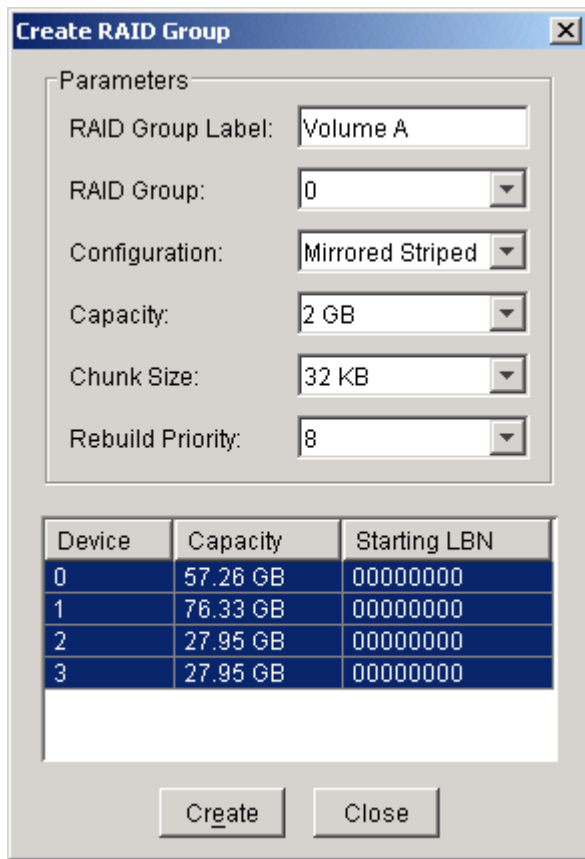 Create RAID Group
Parameters
RAID Group Label: Volume A
RAID Group: 0
Configuration: Mirrored Striped
Capacity: 2 GB
Chunk Size: 32 KB
Rebuild Priority: 8
Device Capacity Starting LBN
0 57.26 GB 00000000
1 76.33 GB 00000000
2 27.95 GB 00000000
3 27.95 GB 00000000
Create Close